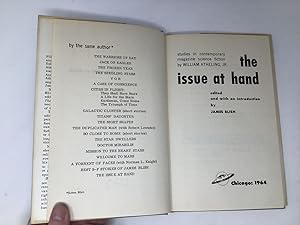 by the same author*
THE WARRIORS OF DAY
JACK OF EAGLES
THE FROZEN YEAR
THE SEEDLING STARS
VOR
A CASE OF CONSCIENCE
CITIES IN FLIGHT:
They Shall Have Stars
A Life for the Stars
Earthman, Come Home
The Triumph of Time
GALACTIC CLUSTER (short stories)
TITANS' DAUGHTER
THE NIGHT SHAPES
THE DUPLICATED MAN (with Robert Lowndes)
SO CLOSE TO HOME (short stories)
THE STAR DWELLERS
DOCTOR MIRABILIS
MISSION TO THE HEART STARS
WELCOME TO MARS
A TORRENT OF FACES (with Norman L. Knight)
BEST S-F STORIES OF JAMES BLISH
THE ISSUE AT HAND
studies in contemporary
magazine science fiction
by WILLIAM ATHELING, JR.
the
issue at hand
edited
and with an introduction
by
JAMES BLISH
Chicago: 1964